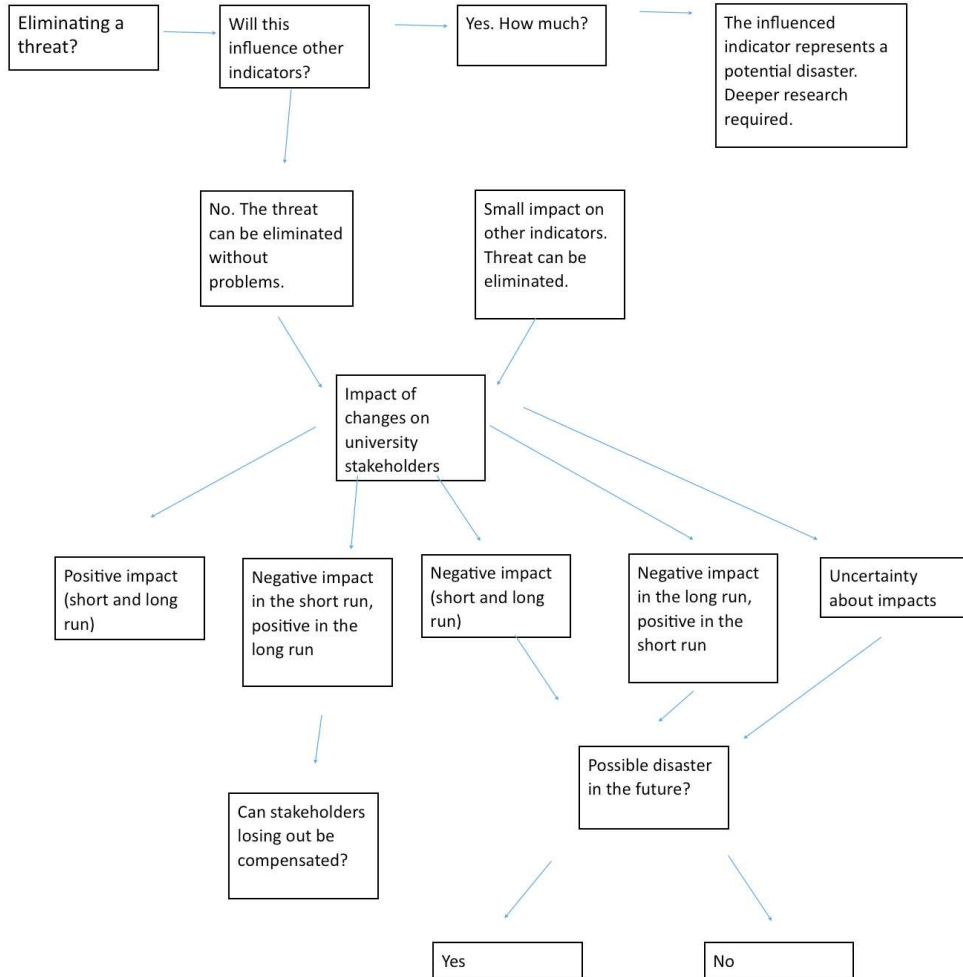 Eliminating a
threat?
Will this
influence other
indicators?
Yes. How much?
The influenced
indicator represents a
potential disaster.
Deeper research
required.
No. The threat
can be eliminated
without
problems.
Small impact on
other indicators.
Threat can be
eliminated.
Impact of
changes on
university
stakeholders
Positive impact
(short and long
run)
Negative impact
in the short run,
positive in the
long run
Negative impact
(short and long
run)
Negative impact
in the long run,
positive in the
short run
Uncertainty
about impacts
Can stakeholders
losing out be
compensated?
Possible disaster
in the future?
Yes
No